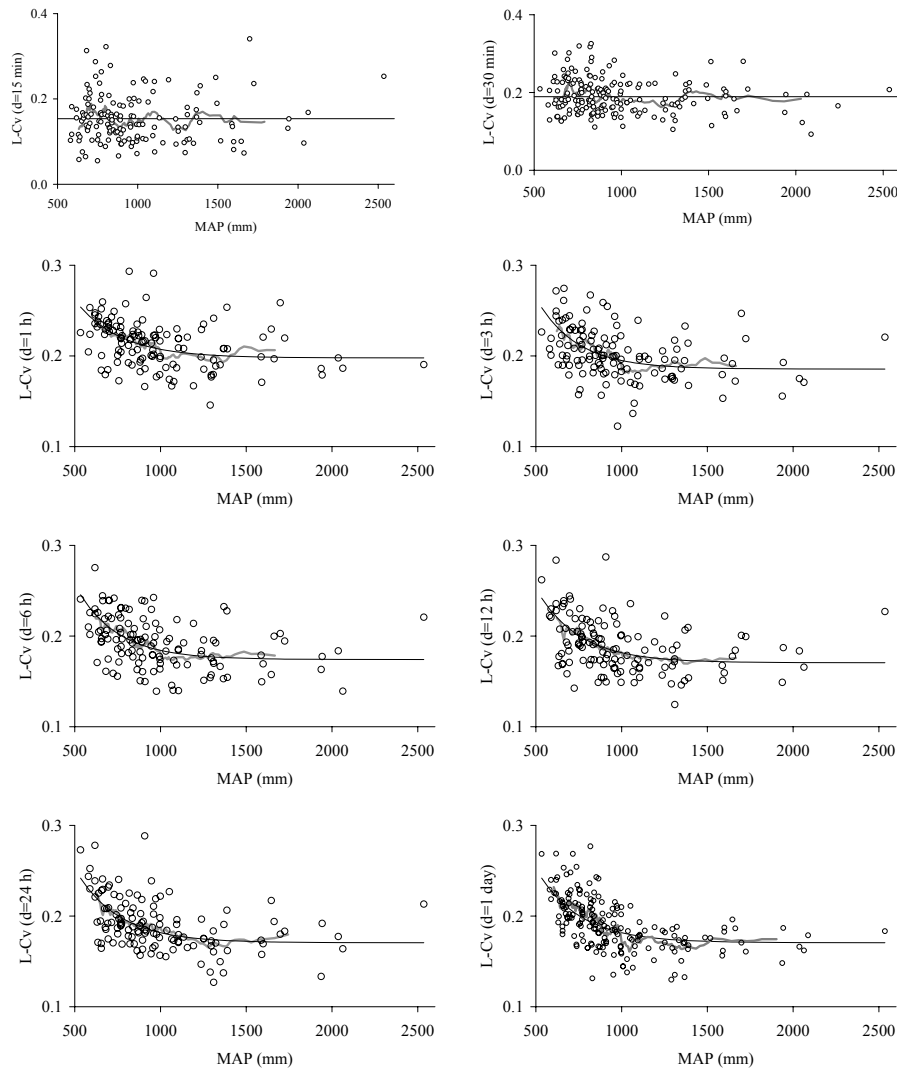 0.4
0.2
0.0
L-Cv (d=15 min)
500 1000 1500 2000 2500
MAP (mm)
0.4
0.2
0.0
L-Cv (d=30 min)
500 1000 1500 2000 2500
MAP (mm)
0.3
0.2
0.1
L-Cv (d=1 h)
500 1000 1500 2000 2500
MAP (mm)
0.3
0.2
0.1
L-Cv (d=3 h)
500 1000 1500 2000 2500
MAP (mm)
0.3
0.2
0.1
L-Cv (d=6 h)
500 1000 1500 2000 2500
MAP (mm)
0.3
0.2
0.1
L-Cv (d=12 h)
500 1000 1500 2000 2500
MAP (mm)
0.3
0.2
0.1
L-Cv (d=24 h)
500 1000 1500 2000 2500
MAP (mm)
0.3
0.2
0.1
L-Cv (d=1 day)
500 1000 1500 2000 2500
MAP (mm)